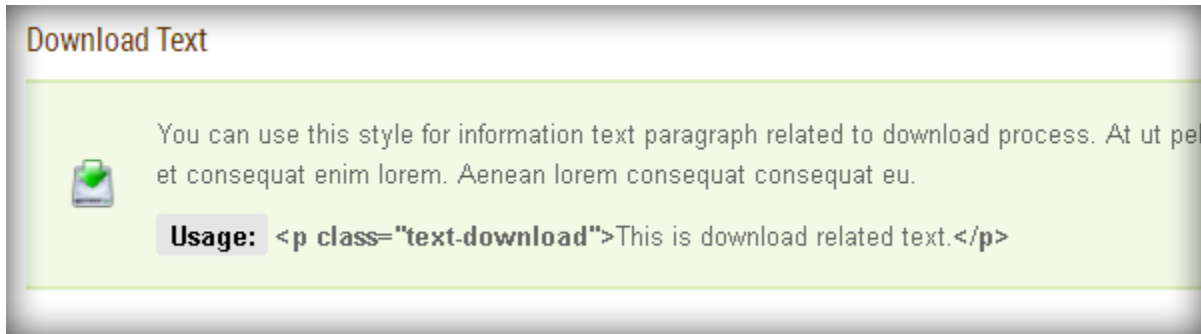 Download Text
You can use this style for information text paragraph related to download process. At ut
et consequat enim lorem. Aenean lorem consequat consequat eu.
Usage: <p class="text-download">This is download related text.</p>